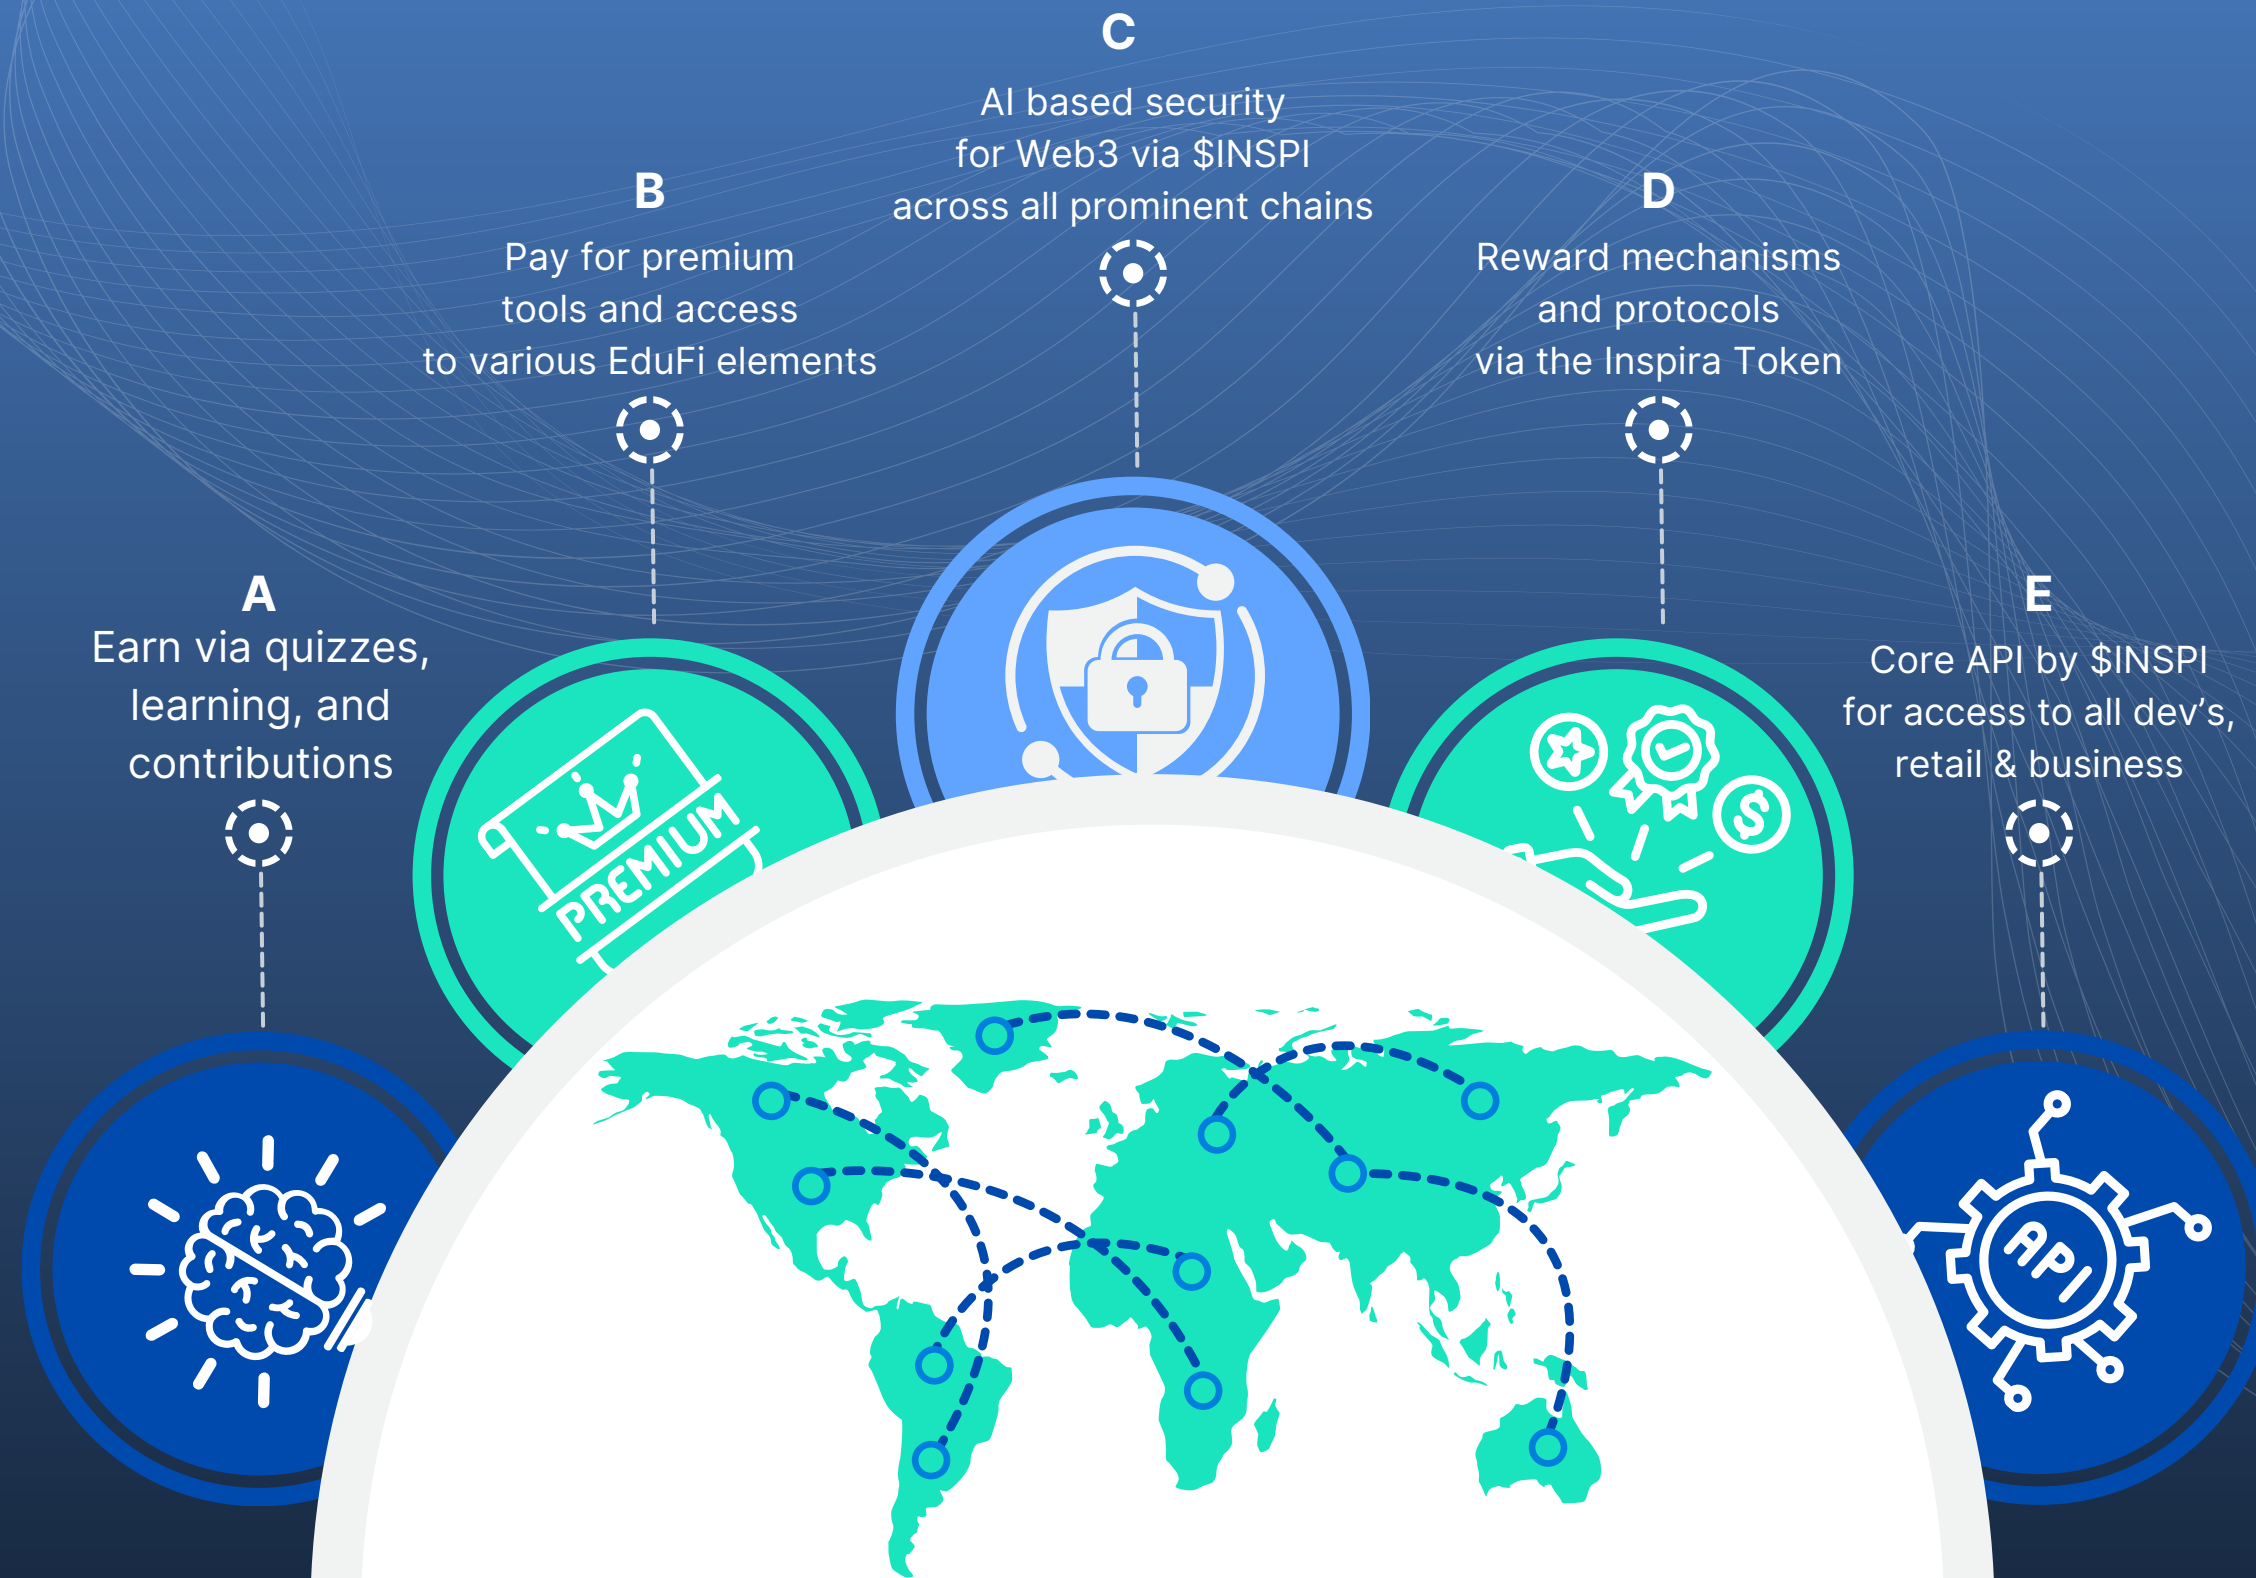 A
Earn via quizzes,
learning, and
contributions
B
Pay for premium
tools and access
to various EduFi elements
C
AI based security
for Web3 via $INSPI
across all prominent chains
D
Reward mechanisms
and protocols
via the Inspira Token
E
Core API by $INSPI
for access to all dev’s,
retail & business
PREMIUM
$
API